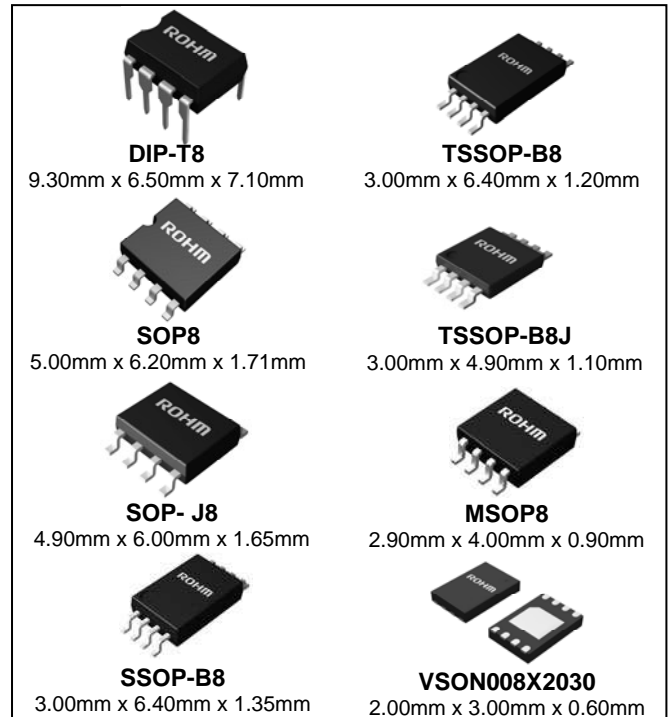 ROHM
DIP-T8
9.30mm x 6.50mm x 7.10mm
ROHM
TSSOP-B8
3.00mm x 6.40mm x 1.20mm
ROHM
SOP8
5.00mm x 6.20mm x 1.71mm
ROHM
TSSOP-B8J
3.00mm x 4.90mm x 1.10mm
ROHM
SOP- J8
4.90mm x 6.00mm x 1.65mm
ROHM
MSOP8
2.90mm x 4.00mm x 0.90mm
ROHM
SSOP-B8
3.00mm x 6.40mm x 1.35mm
ROHM
VSON008X2030
2.00mm x 3.00mm x 0.60mm